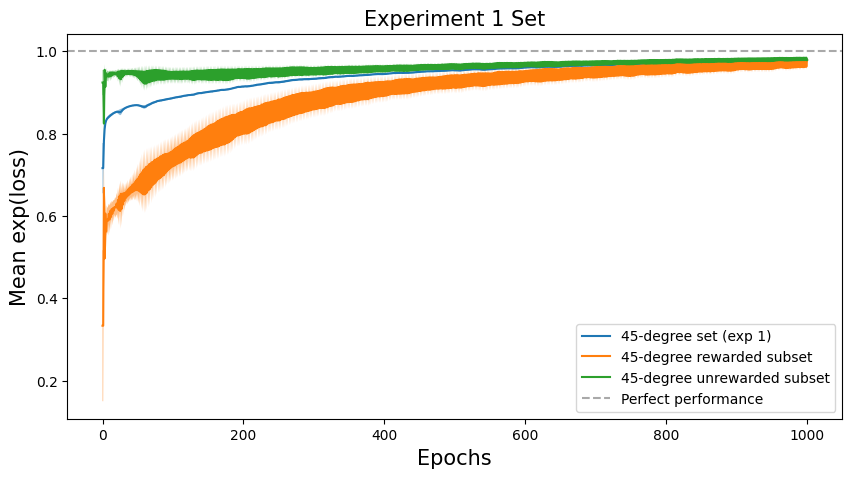 Experiment 1 Set
Mean exp(loss)
1.0
0.8
0.6
0.4
0.2
0
200
400
600
800
1000
Epochs
45-degree set (exp 1)
45-degree rewarded subset
45-degree unrewarded subset
Perfect performance